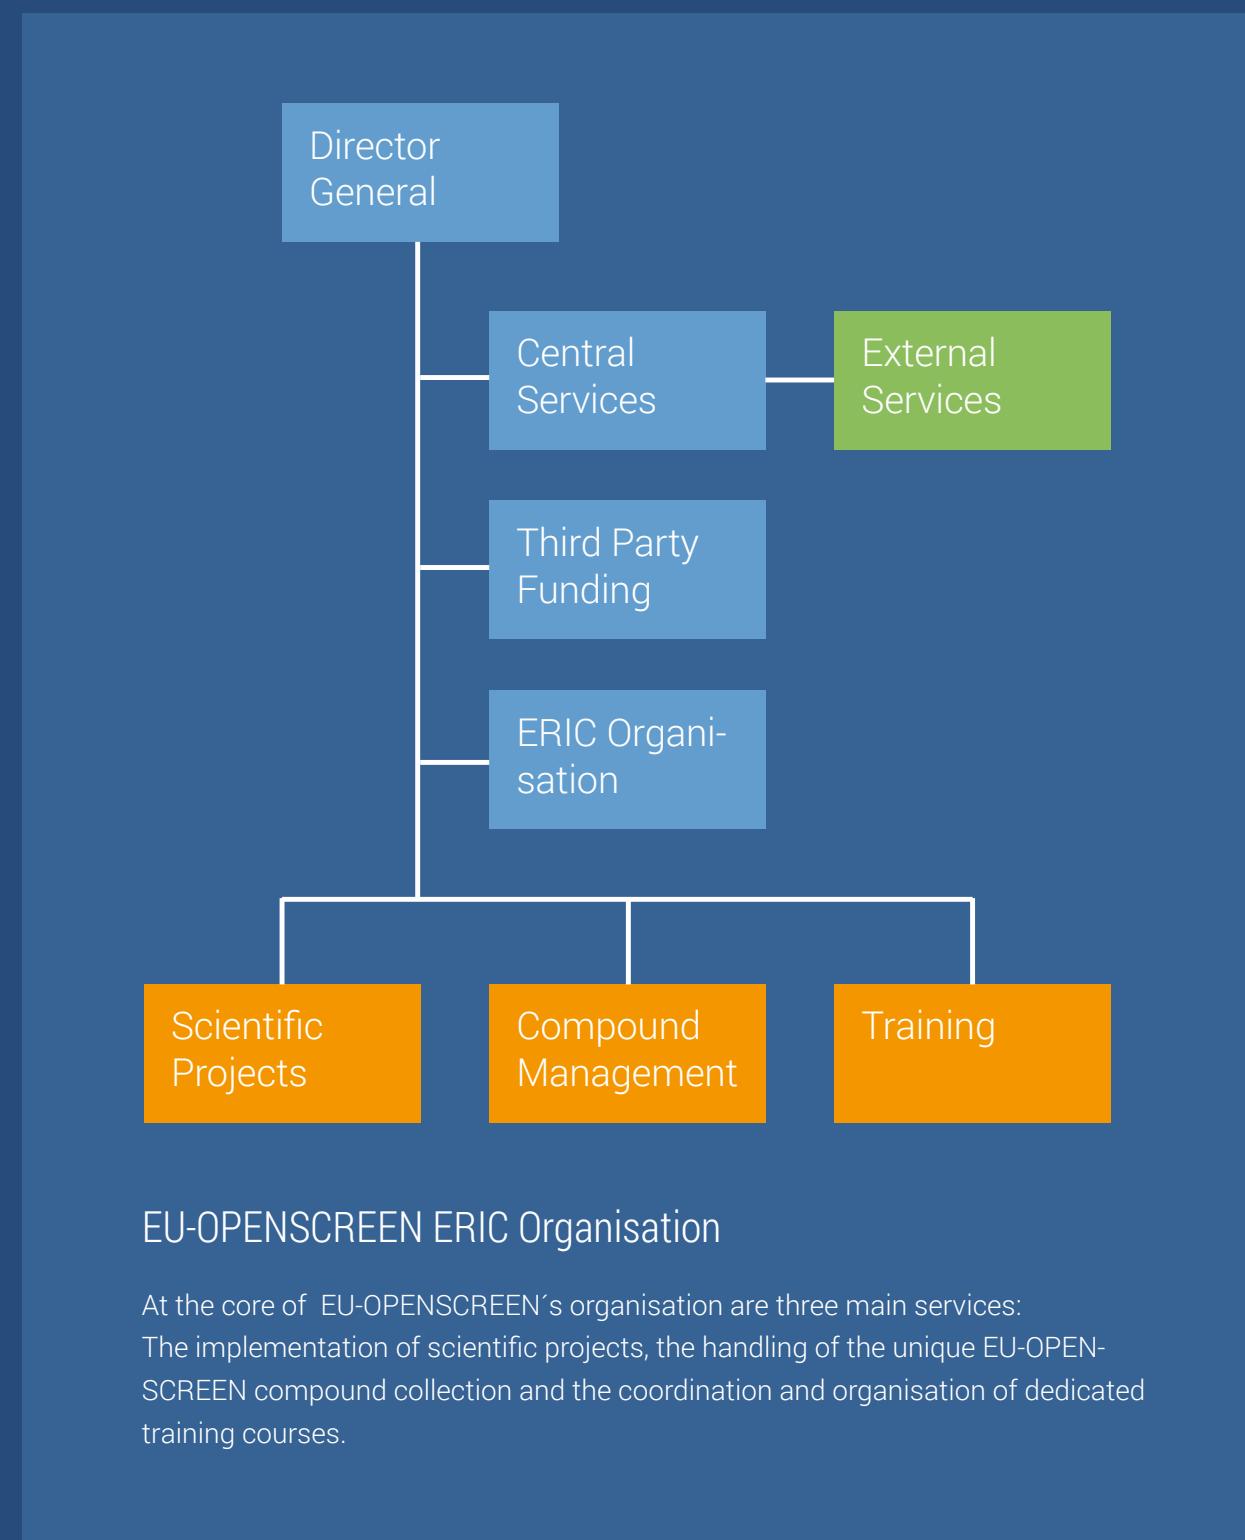 Director
General
Central
Services
External
Services
Third Party
Funding
ERIC Organi-
sation
Scientific
Projects
Compound
Management
Training
EU-OPENSCREEN ERIC Organisation
At the core of  EU-OPENSCREEN´s organisation are three main services:
The implementation of scientific projects, the handling of the unique EU-OPEN-
SCREEN compound collection and the coordination and organisation of dedicated
training courses.